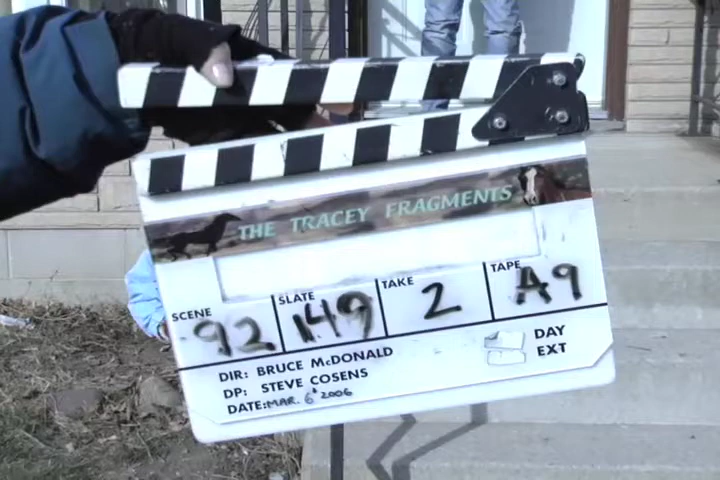 THE TRACEY FRAGMENTS
SCENE SLATE TAKE TAPE
92 149 2 A9
DIR: BRUCE McDONALD DAY
DP: STEVE COSENS EXT
DATE: MAR. 6 2006